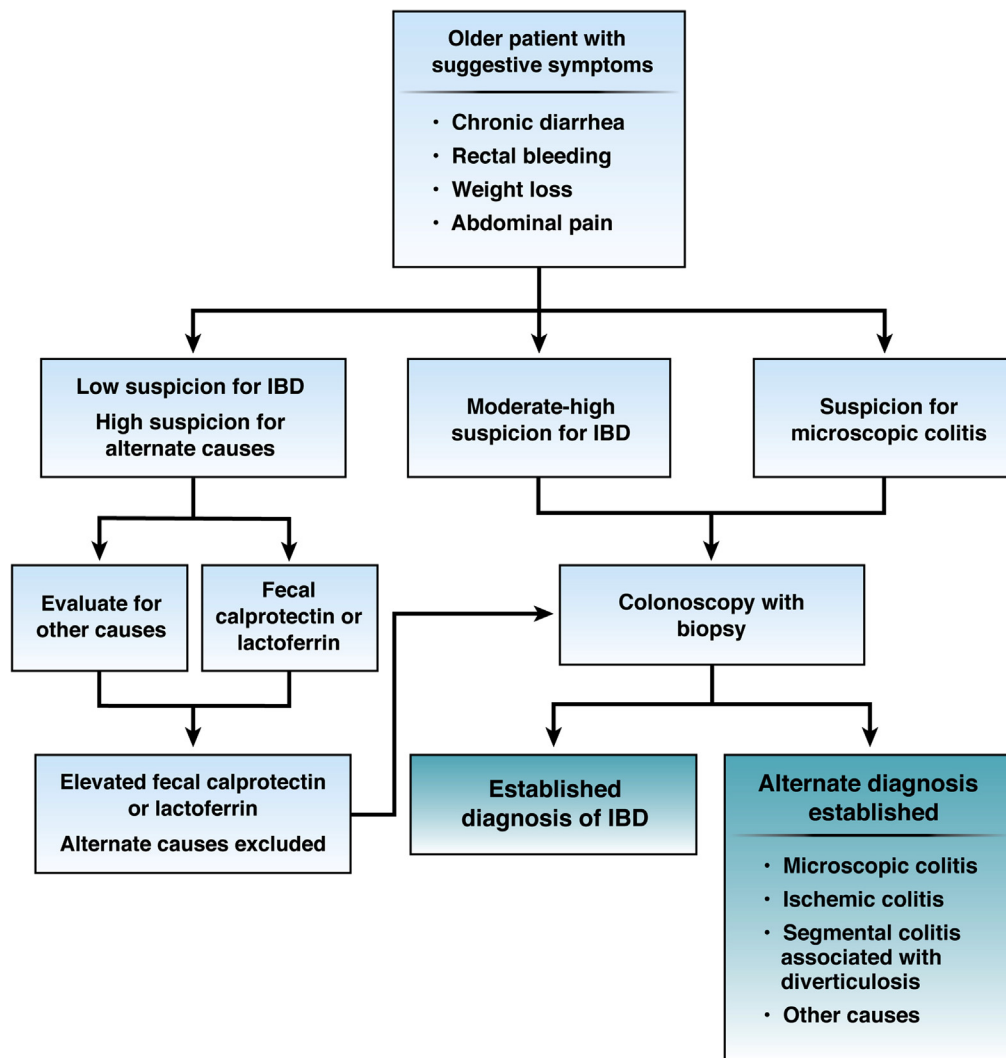 Older patient with
suggestive symptoms
· Chronic diarrhea
· Rectal bleeding
· Weight loss
· Abdominal pain
Low suspicion for IBD
High suspicion for
alternate causes
Moderate-high
suspicion for IBD
Suspicion for
microscopic colitis
Evaluate for
other causes
Fecal
calprotectin or
lactoferrin
Colonoscopy with
biopsy
Elevated fecal calprotectin
or lactoferrin
Alternate causes excluded
Established
diagnosis of IBD
Alternate diagnosis
established
· Microscopic colitis
· Ischemic colitis
· Segmental colitis
associated with
diverticulosis
· Other causes